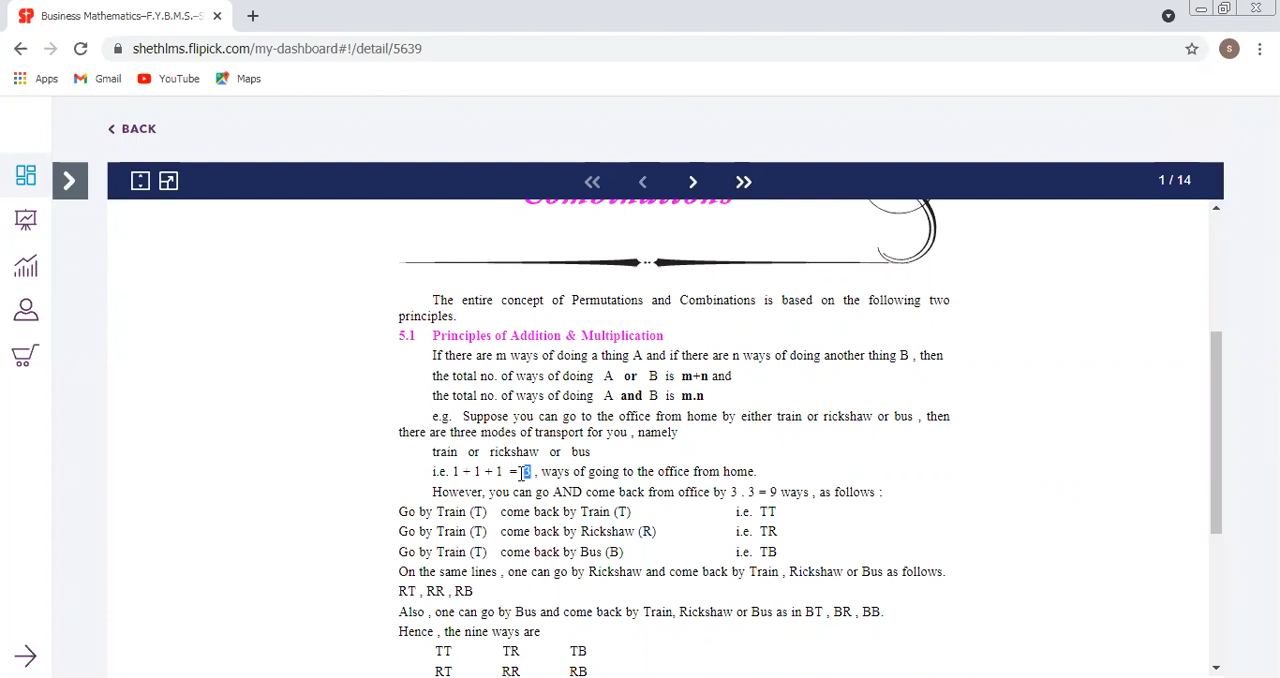 Business Mathematics–F.Y.B.M.S.–S
shethlms.flipick.com/my-dashboard#!/detail/5639
S
Apps Gmail YouTube Maps
BACK
1 / 14
Combinations
5
The entire concept of Permutations and Combinations is based on the following two
principles.
5.1 Principles of Addition & Multiplication
If there are m ways of doing a thing A and if there are n ways of doing another thing B , then
the total no. of ways of doing A or B is m+n and
the total no. of ways of doing A and B is m.n
e.g. Suppose you can go to the office from home by either train or rickshaw or bus , then
there are three modes of transport for you , namely
train or rickshaw or bus
i.e. 1 + 1 + 1 = 3 , ways of going to the office from home.
However, you can go AND come back from office by 3 . 3 = 9 ways , as follows :
Go by Train (T) come back by Train (T) i.e. TT
Go by Train (T) come back by Rickshaw (R) i.e. TR
Go by Train (T) come back by Bus (B) i.e. TB
On the same lines , one can go by Rickshaw and come back by Train , Rickshaw or Bus as follows.
RT , RR , RB
Also , one can go by Bus and come back by Train, Rickshaw or Bus as in BT , BR , BB.
Hence , the nine ways are
TT TR TB
RT RR RB